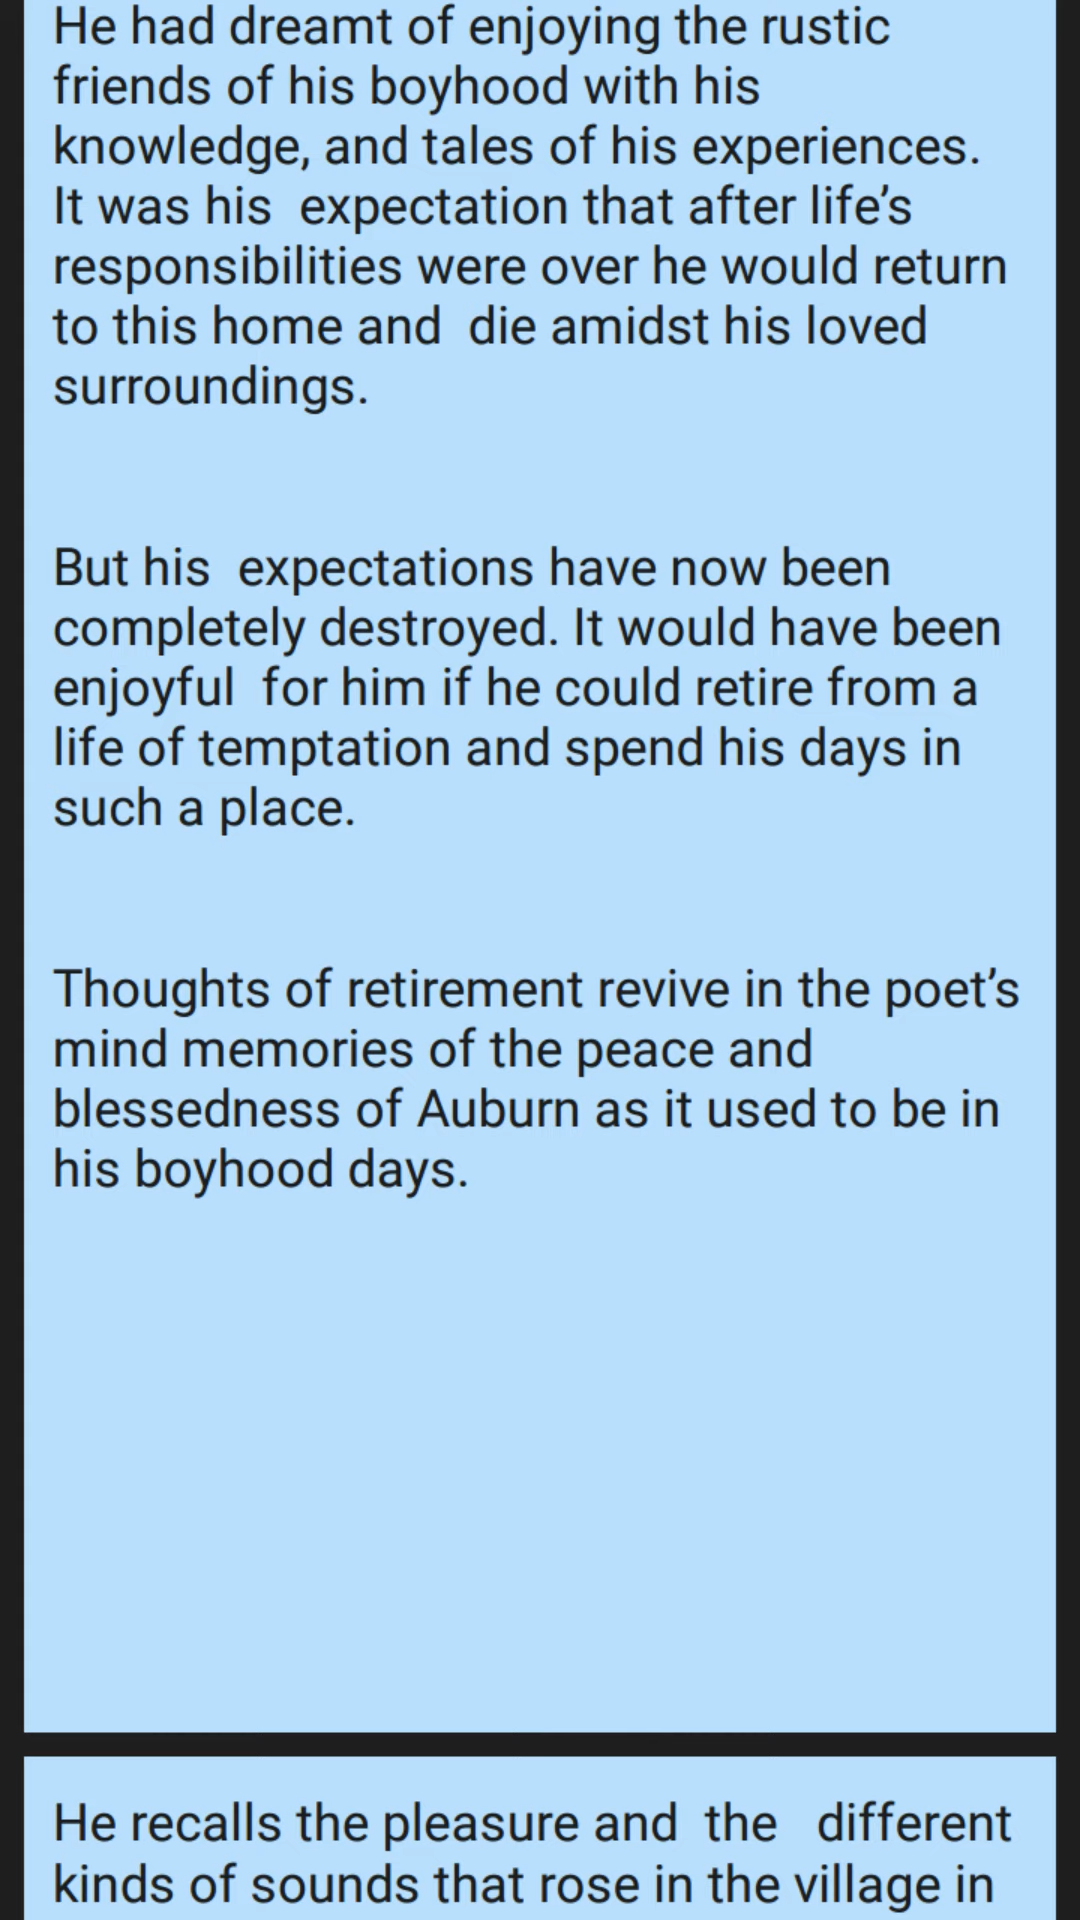 He had dreamt of enjoying the rustic
friends of his boyhood with his
knowledge, and tales of his experiences.
It was his  expectation that after life’s
responsibilities were over he would return
to this home and  die amidst his loved
surroundings.
But his  expectations have now been
completely destroyed. It would have been
enjoyful  for him if he could retire from a
life of temptation and spend his days in
such a place.
Thoughts of retirement revive in the poet’s
mind memories of the peace and
blessedness of Auburn as it used to be in
his boyhood days.
He recalls the pleasure and  the   different
kinds of sounds that rose in the village in